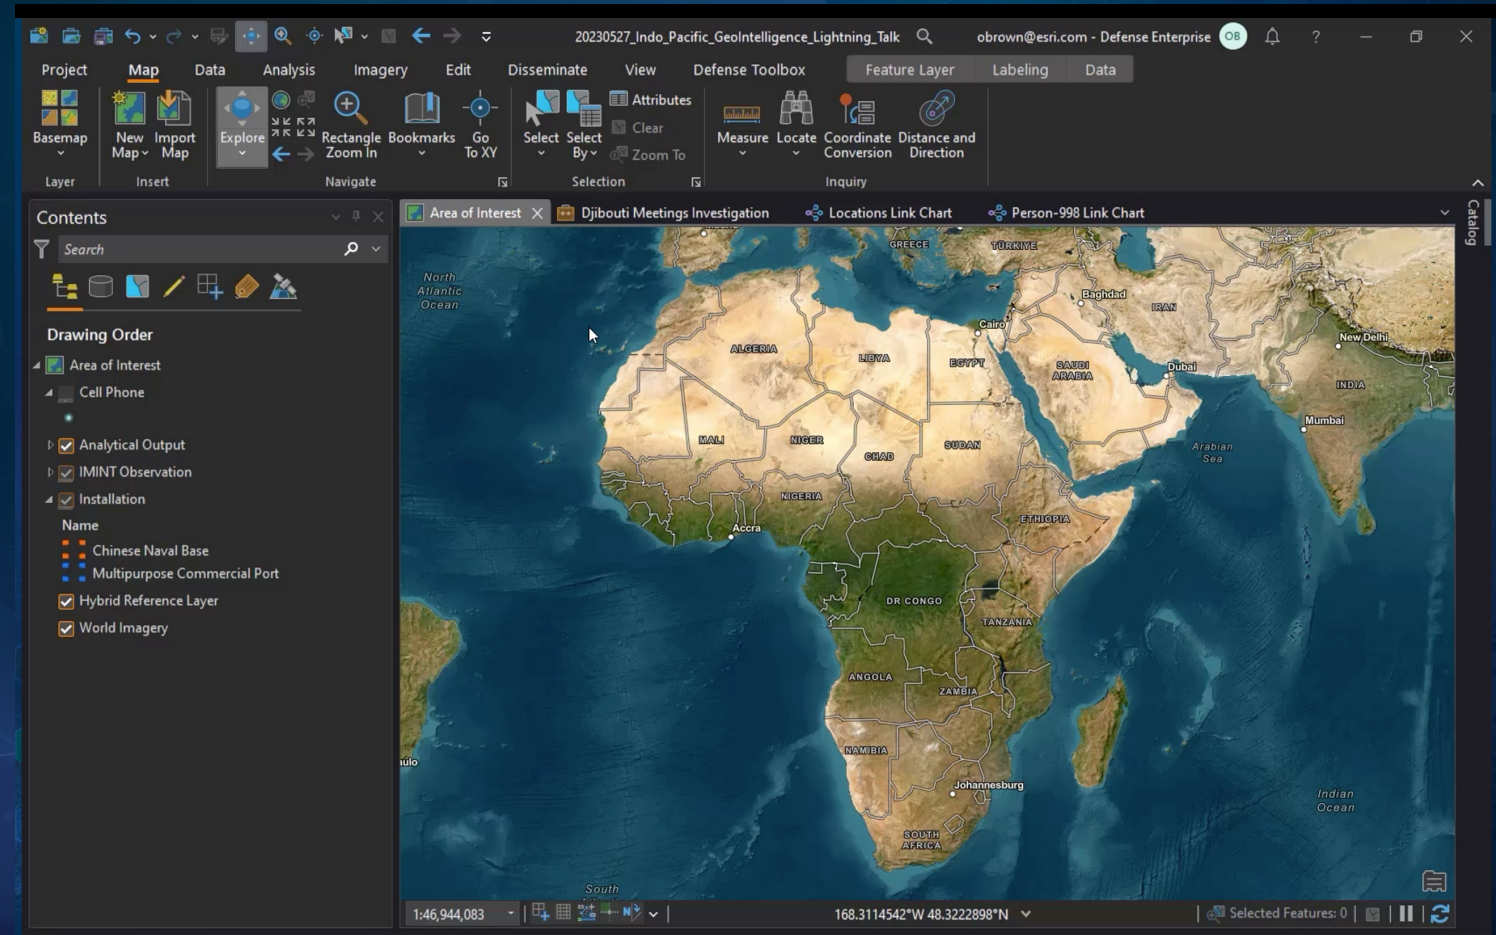 20230527_Indo_Pacific_GeoIntelligence_Lightning_Talk
obrown@esri.com - Defense Enterprise
OB
?
Project Map Data Analysis Imagery Edit Disseminate View Defense Toolbox Feature Layer Labeling Data
Attributes
Clear
Zoom To
Basemap New Map Import Map Explore Rectangle Zoom In Bookmarks Go To XY Select Select By Measure Locate Coordinate Conversion Distance and Direction
Layer Insert Navigate Selection Inquiry
Contents
Search
Drawing Order
Area of Interest
Cell Phone
Analytical Output
IMINT Observation
Installation
Name
Chinese Naval Base
Multipurpose Commercial Port
Hybrid Reference Layer
World Imagery
Area of Interest Djibouti Meetings Investigation Locations Link Chart Person-998 Link Chart
Catalog
GREECE
TÜRKIYE
North
Atlantic
Ocean
Baghdad
IRAN
Cairo
New Delhi
ALGERIA
LIBYA
EGYPT
SAUDI
ARABIA
Dubai
INDIA
Mumbai
MALI
NIGER
CHAD
SUDAN
Arabian
Sea
NIGERIA
ETHIOPIA
Accra
DR CONGO
TANZANIA
ANGOLA
ZAMBIA
NAMIBIA
aulo
Johannesburg
Indian
Ocean
SOUTH
AFRICA
South
1:46,944,083
168.3114542°W 48.3222898°N
Selected Features: 0